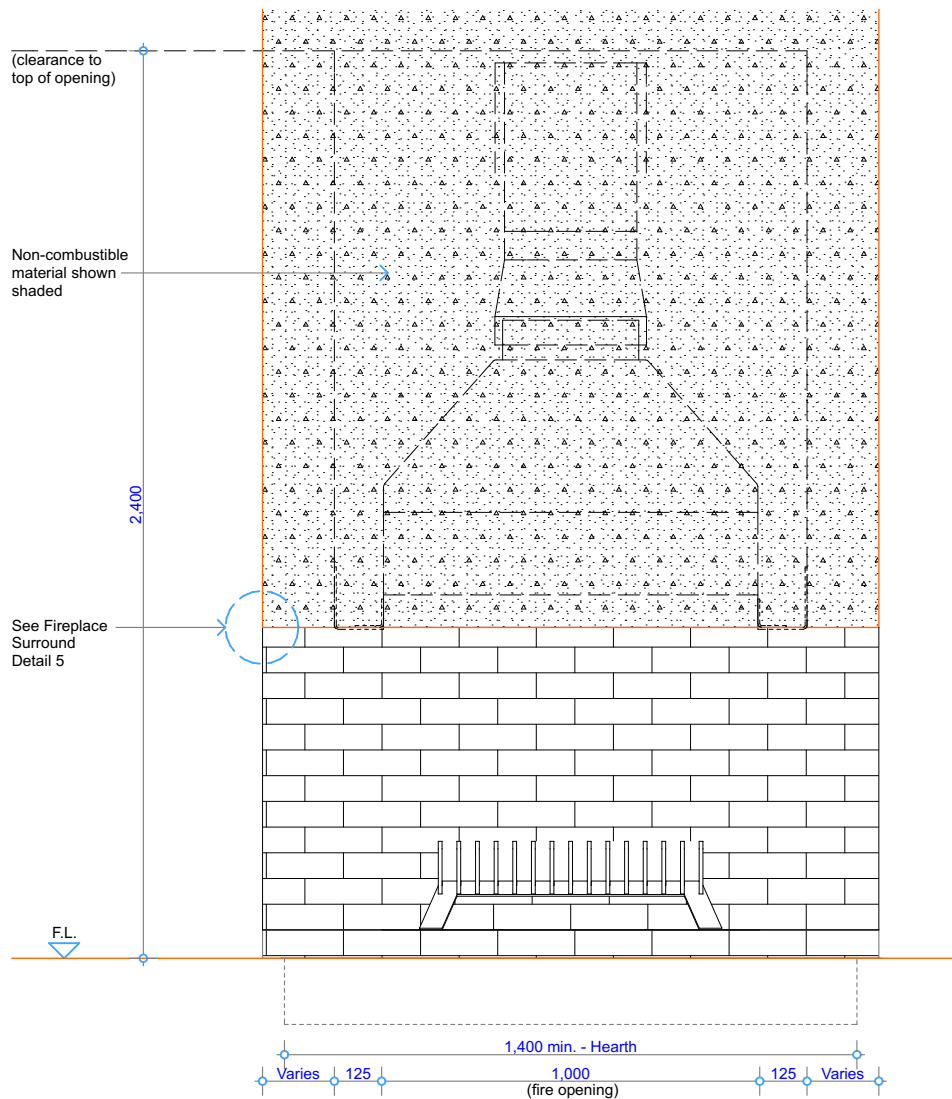 (clearance to
top of opening)
Non-combustible
material shown
shaded
2,400
See Fireplace
Surround
Detail 5
F.L.
1,400 min. - Hearth
Varies
125
1,000
125
Varies
(fire opening)